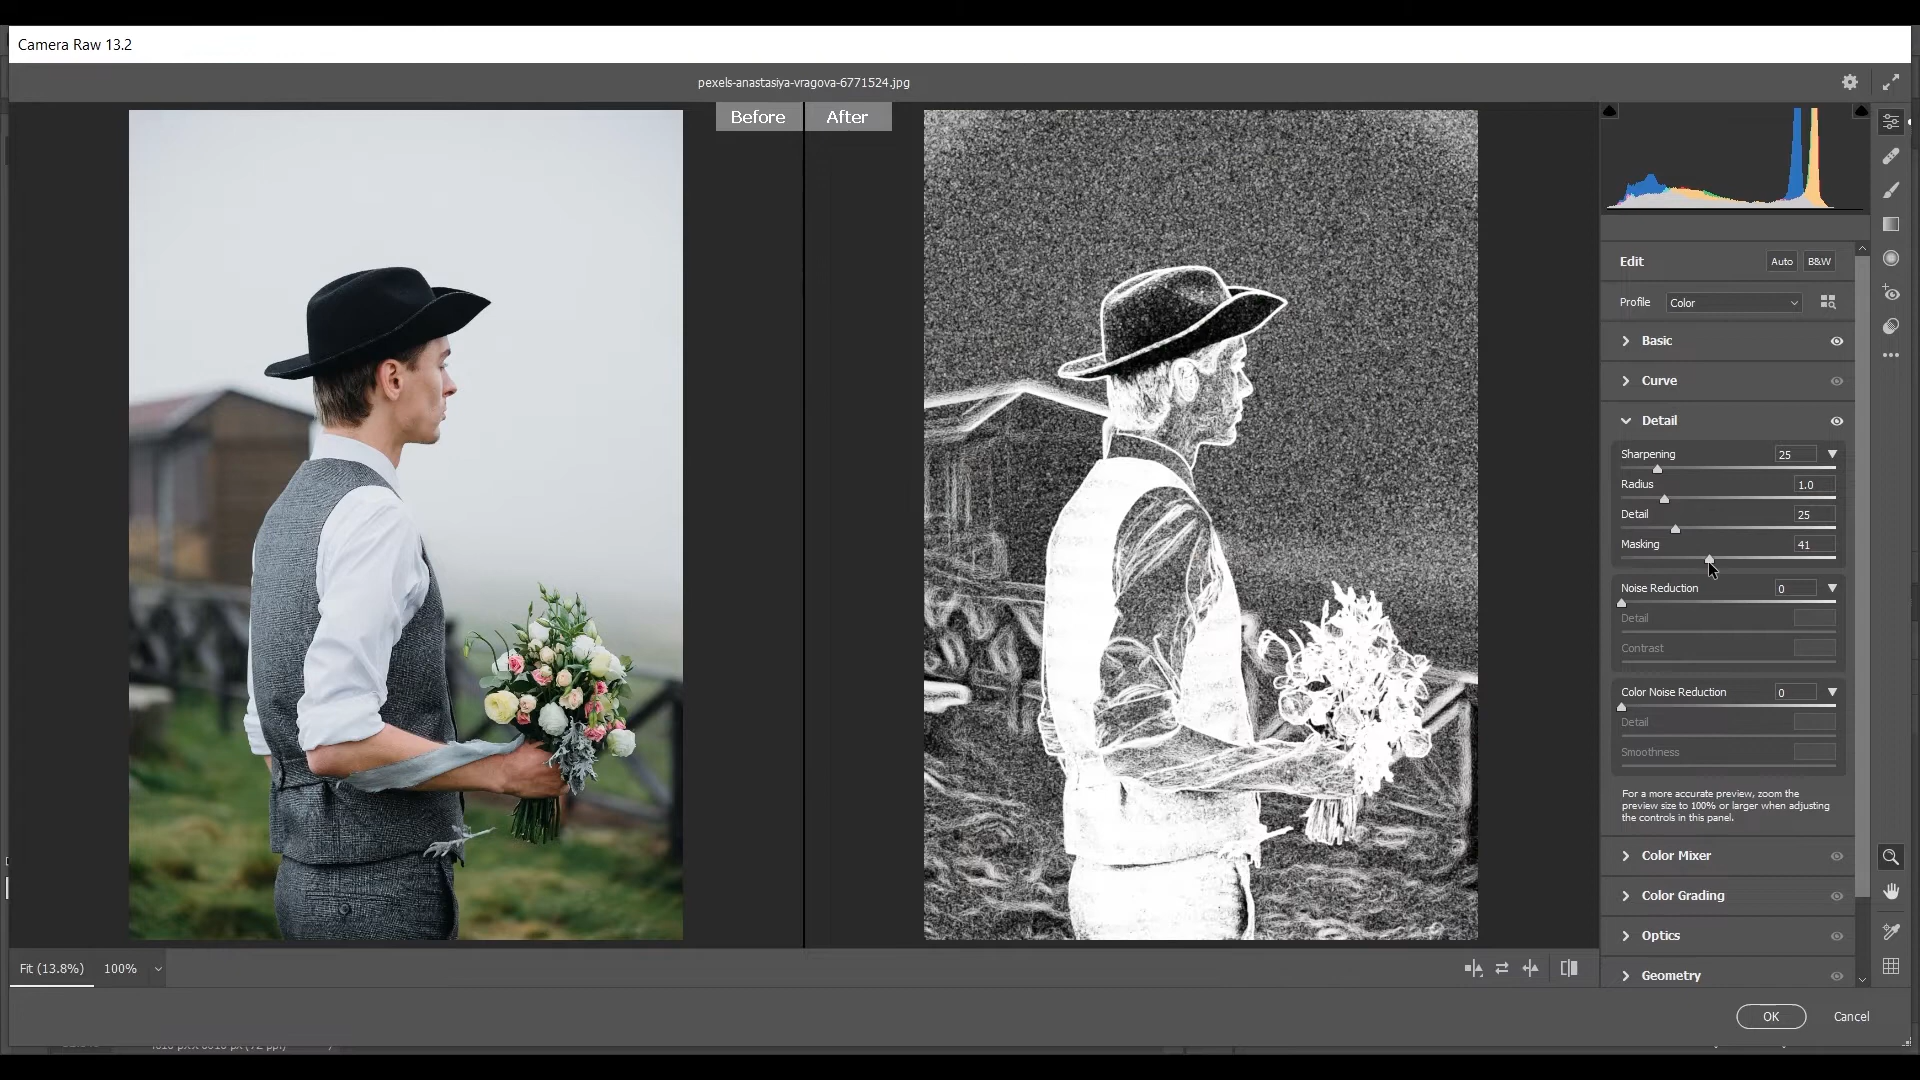 Camera Raw 13.2
pexels-anastasiya-vragova-6771524.jpg
Before
After
Edit
Auto
B&W
Profile
Color
Basic
Curve
Detail
Sharpening
25
Radius
1.0
Detail
25
Masking
41
Noise Reduction
0
Detail
Contrast
Color Noise Reduction
0
Detail
Smoothness
For a more accurate preview, zoom the
preview size to 100% or larger when adjusting
the controls in this panel.
Color Mixer
Color Grading
Optics
Geometry
Fit (13.8%)
100%
OK
Cancel